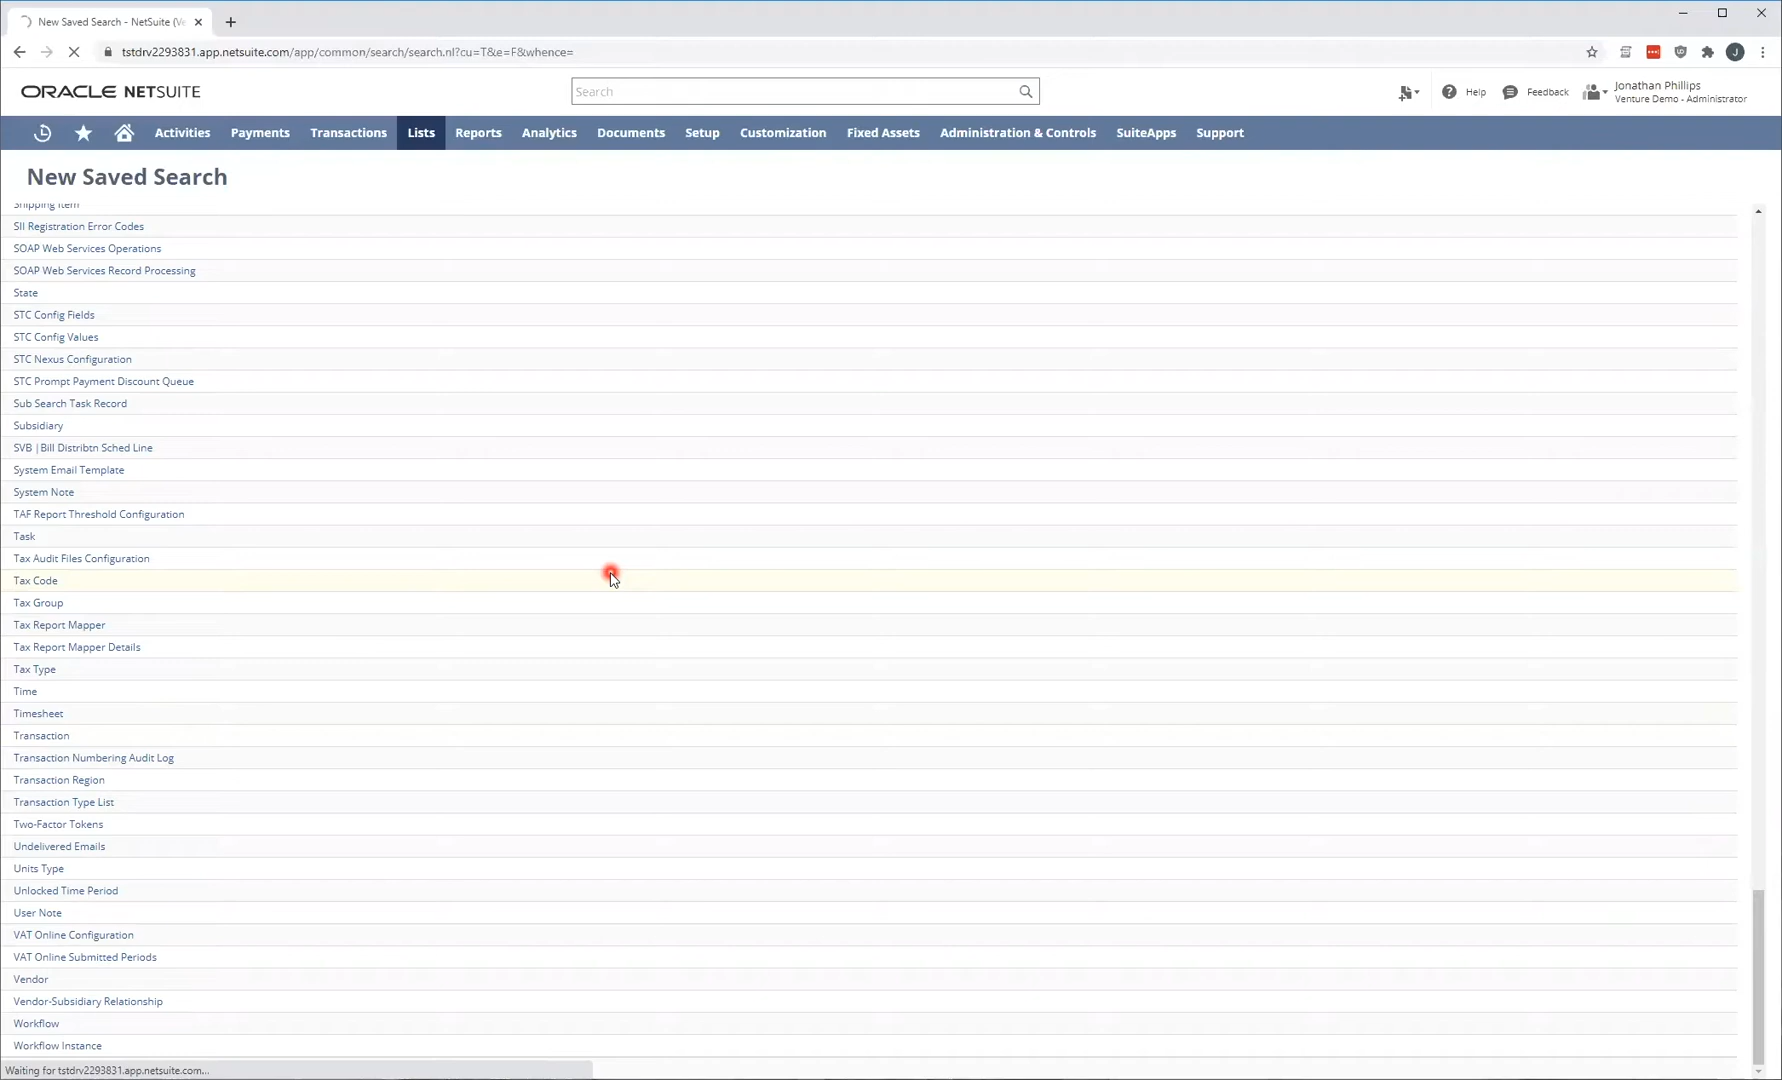 New Saved Search - NetSuite (Ve
tstdrv2293831.app.netsuite.com/app/common/search/search.nl?cu=T&e=F&whence=
J
ORACLE NETSUITE
Search
Help
Feedback
Jonathan Phillips
Venture Demo - Administrator
Activities
Payments
Transactions
Lists
Reports
Analytics
Documents
Setup
Customization
Fixed Assets
Administration & Controls
SuiteApps
Support
New Saved Search
Shipping Item
SII Registration Error Codes
SOAP Web Services Operations
SOAP Web Services Record Processing
State
STC Config Fields
STC Config Values
STC Nexus Configuration
STC Prompt Payment Discount Queue
Sub Search Task Record
Subsidiary
SVB |Bill Distribtn Sched Line
System Email Template
System Note
TAF Report Threshold Configuration
Task
Tax Audit Files Configuration
Tax Code
Tax Group
Tax Report Mapper
Tax Report Mapper Details
Tax Type
Time
Timesheet
Transaction
Transaction Numbering Audit Log
Transaction Region
Transaction Type List
Two-Factor Tokens
Undelivered Emails
Units Type
Unlocked Time Period
User Note
VAT Online Configuration
VAT Online Submitted Periods
Vendor
Vendor-Subsidiary Relationship
Workflow
Workflow Instance
Waiting for tstdrv2293831.app.netsuite.com...